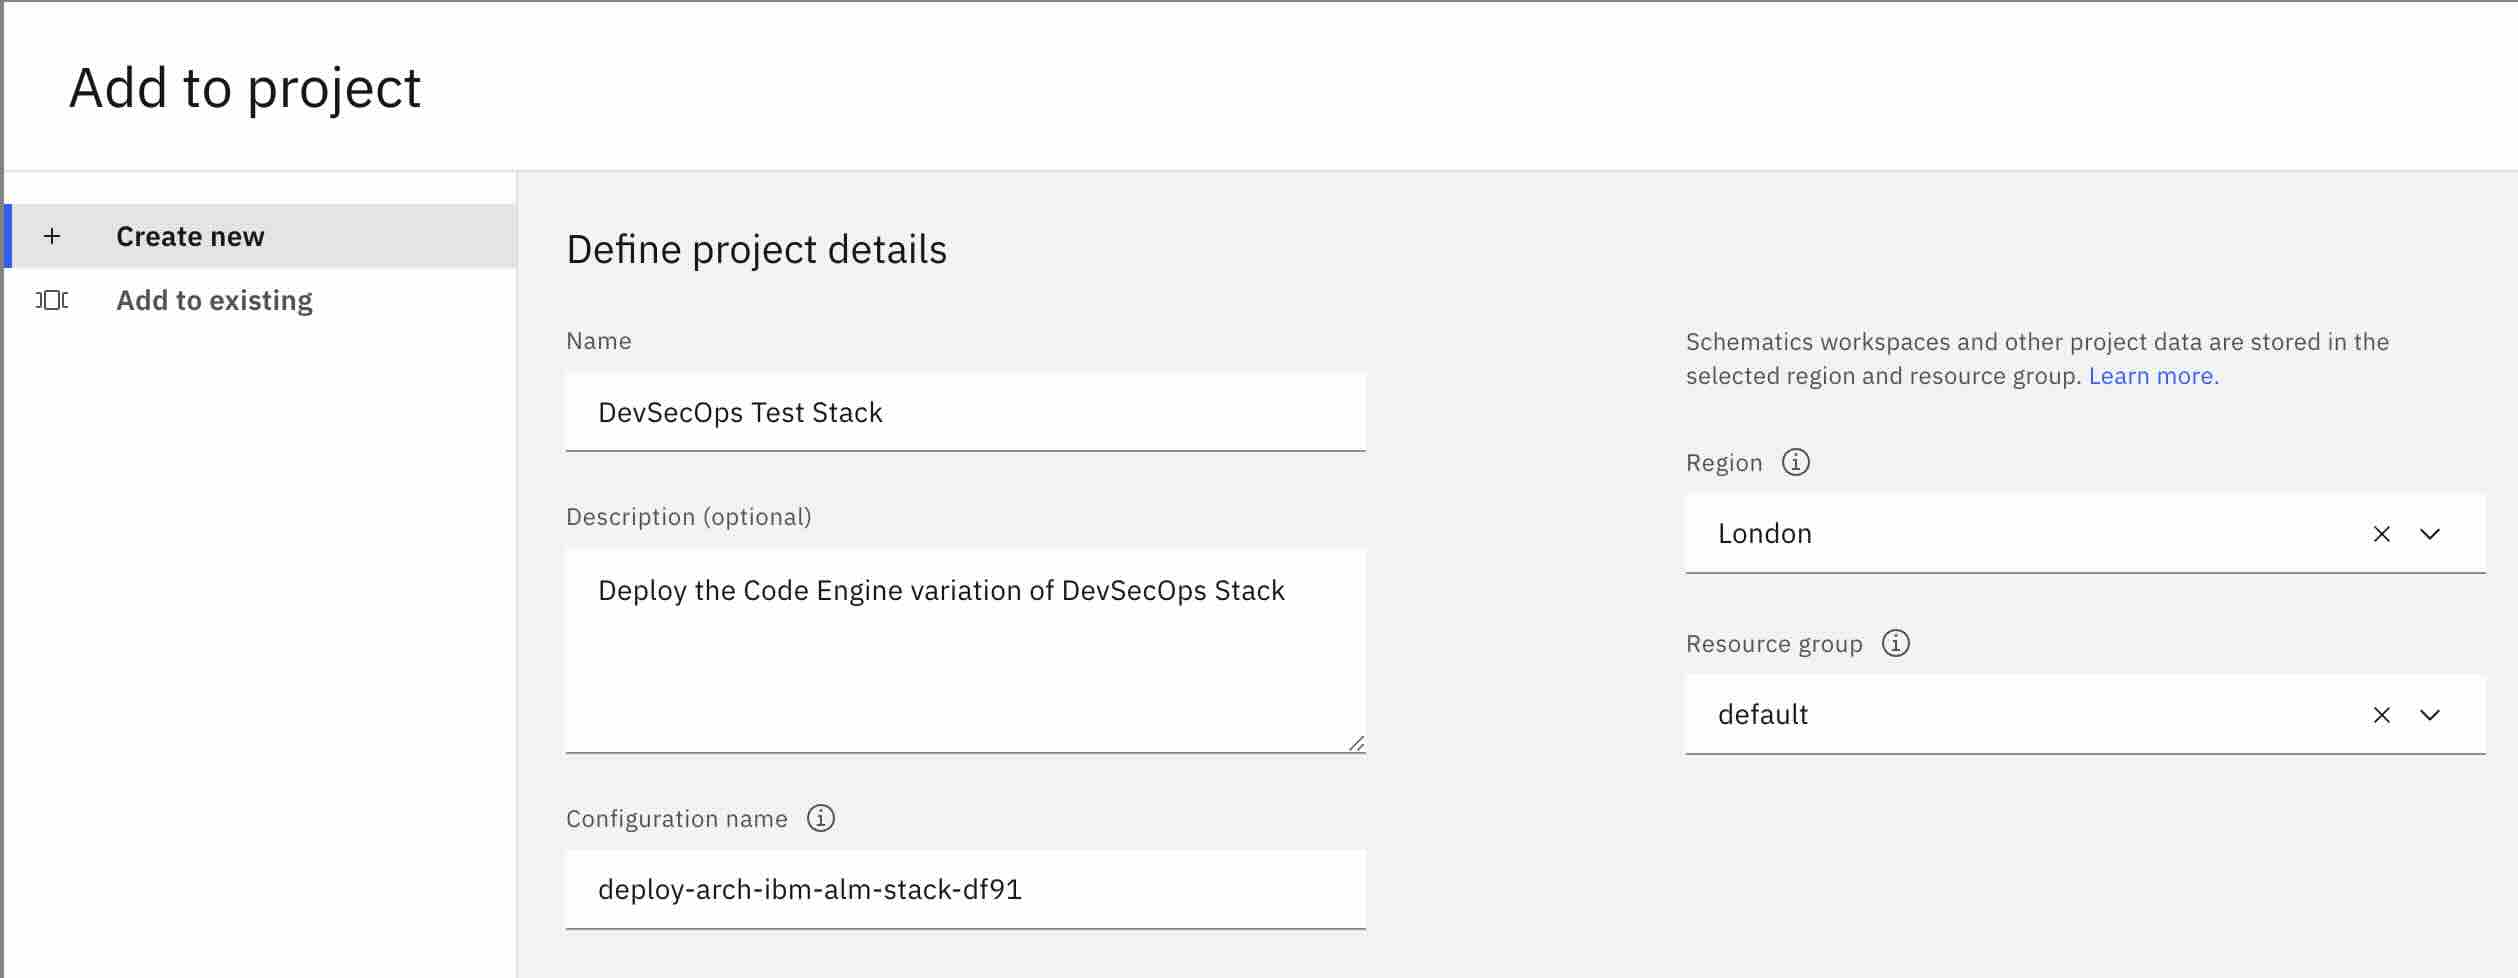 Add to project
Create new
Add to existing
Define project details
Name
DevSecOps Test Stack
Description (optional)
Deploy the Code Engine variation of DevSecOps Stack
Configuration name
deploy-arch-ibm-alm-stack-df91
Schematics workspaces and other project data are stored in the
selected region and resource group. Learn more.
Region
London
Resource group
default